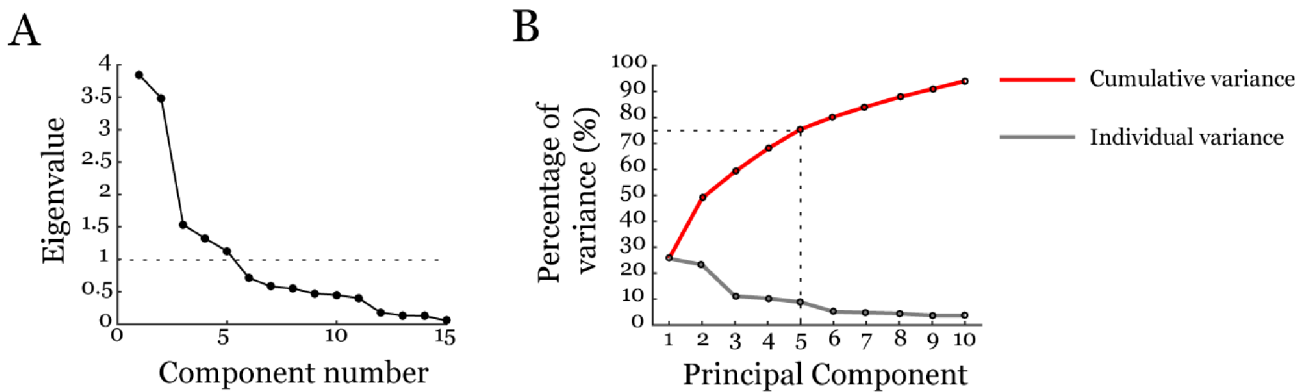 A
Eigenvalue
4
3.5
3
2.5
2
1.5
1
0.5
0
0 5 10 15
Component number
B
Percentage of
variance (%)
100
90
80
70
60
50
40
30
20
10
0
1 2 3 4 5 6 7 8 9 10
Principal Component
Cumulative variance
Individual variance